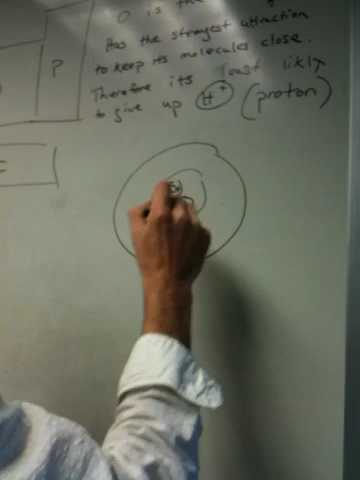 O is the
Has the strongest attraction
to keep its molecules close.
Therefore its least likly
to give up H⁺ (proton)
P
=